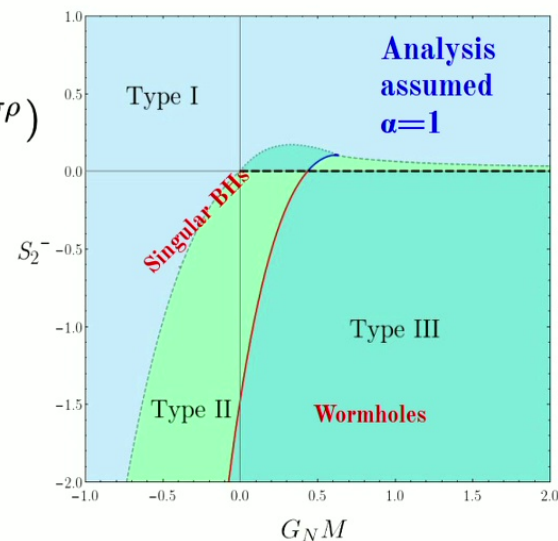 σρ)
1.0
0.5
0.0
-0.5
-1.0
-1.5
-2.0
S₂⁻
Type I
Analysis
assumed
α=1
Singular BHs
Type III
Type II
Wormholes
-1.0 -0.5 0.0 0.5 1.0 1.5 2.0
G_N M